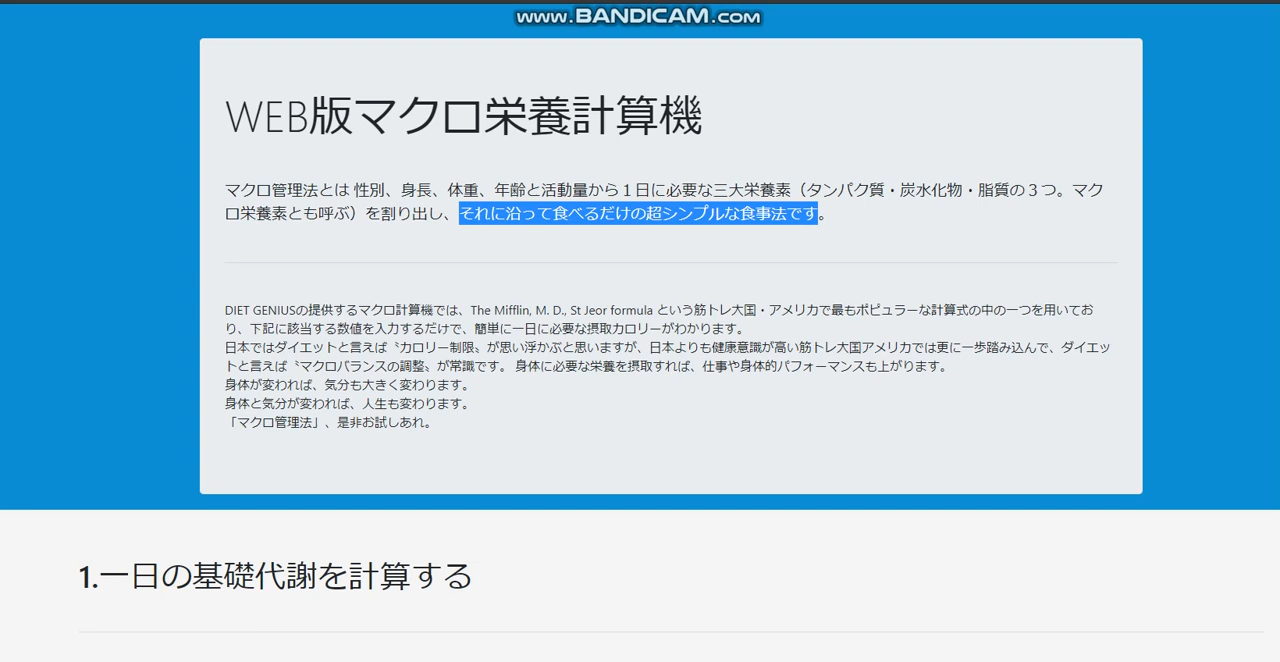 www.BANDICAM.com
WEB版マクロ栄養計算機
マクロ管理法とは 性別、身長、体重、年齢と活動量から１日に必要な三大栄養素（タンパク質・炭水化物・脂質の３つ。マク
ロ栄養素とも呼ぶ）を割り出し、それに沿って食べるだけの超シンプルな食事法です。
DIET GENIUSの提供するマクロ計算機では、The Mifflin, M. D., St Jeor formula という筋トレ大国・アメリカで最もポピュラーな計算式の中の一つを用いてお
り、下記に該当する数値を入力するだけで、簡単に一日に必要な摂取カロリーがわかります。
日本ではダイエットと言えば〝カロリー制限〟が思い浮かぶと思いますが、日本よりも健康意識が高い筋トレ大国アメリカでは更に一歩踏み込んで、ダイエッ
トと言えば〝マクロバランスの調整〟が常識です。 身体に必要な栄養を摂取すれば、仕事や身体的パフォーマンスも上がります。
身体が変われば、気分も大きく変わります。
身体と気分が変われば、人生も変わります。
「マクロ管理法」、是非お試しあれ。
1.一日の基礎代謝を計算する